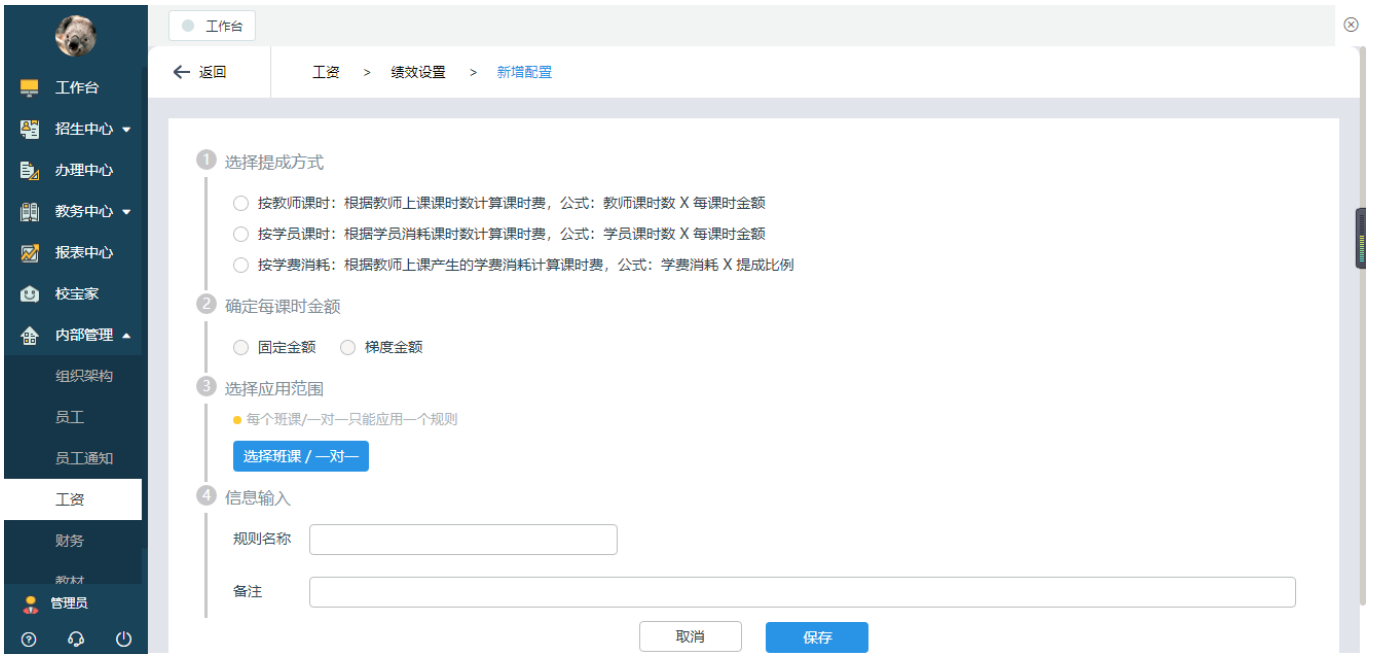 工作台
返回 工资 > 绩效设置 > 新增配置
工作台
招生中心
办理中心
教务中心
报表中心
校宝家
内部管理
组织架构
员工
员工通知
工资
财务
教材
管理员
1 选择提成方式
按教师课时：根据教师上课课时数计算课时费，公式：教师课时数 X 每课时金额
按学员课时：根据学员消耗课时数计算课时费，公式：学员课时数 X 每课时金额
按学费消耗：根据教师上课产生的学费消耗计算课时费，公式：学费消耗 X 提成比例
2 确定每课时金额
固定金额 梯度金额
3 选择应用范围
每个班课/一对一只能应用一个规则
选择班课 / 一对一
4 信息输入
规则名称
备注
取消 保存